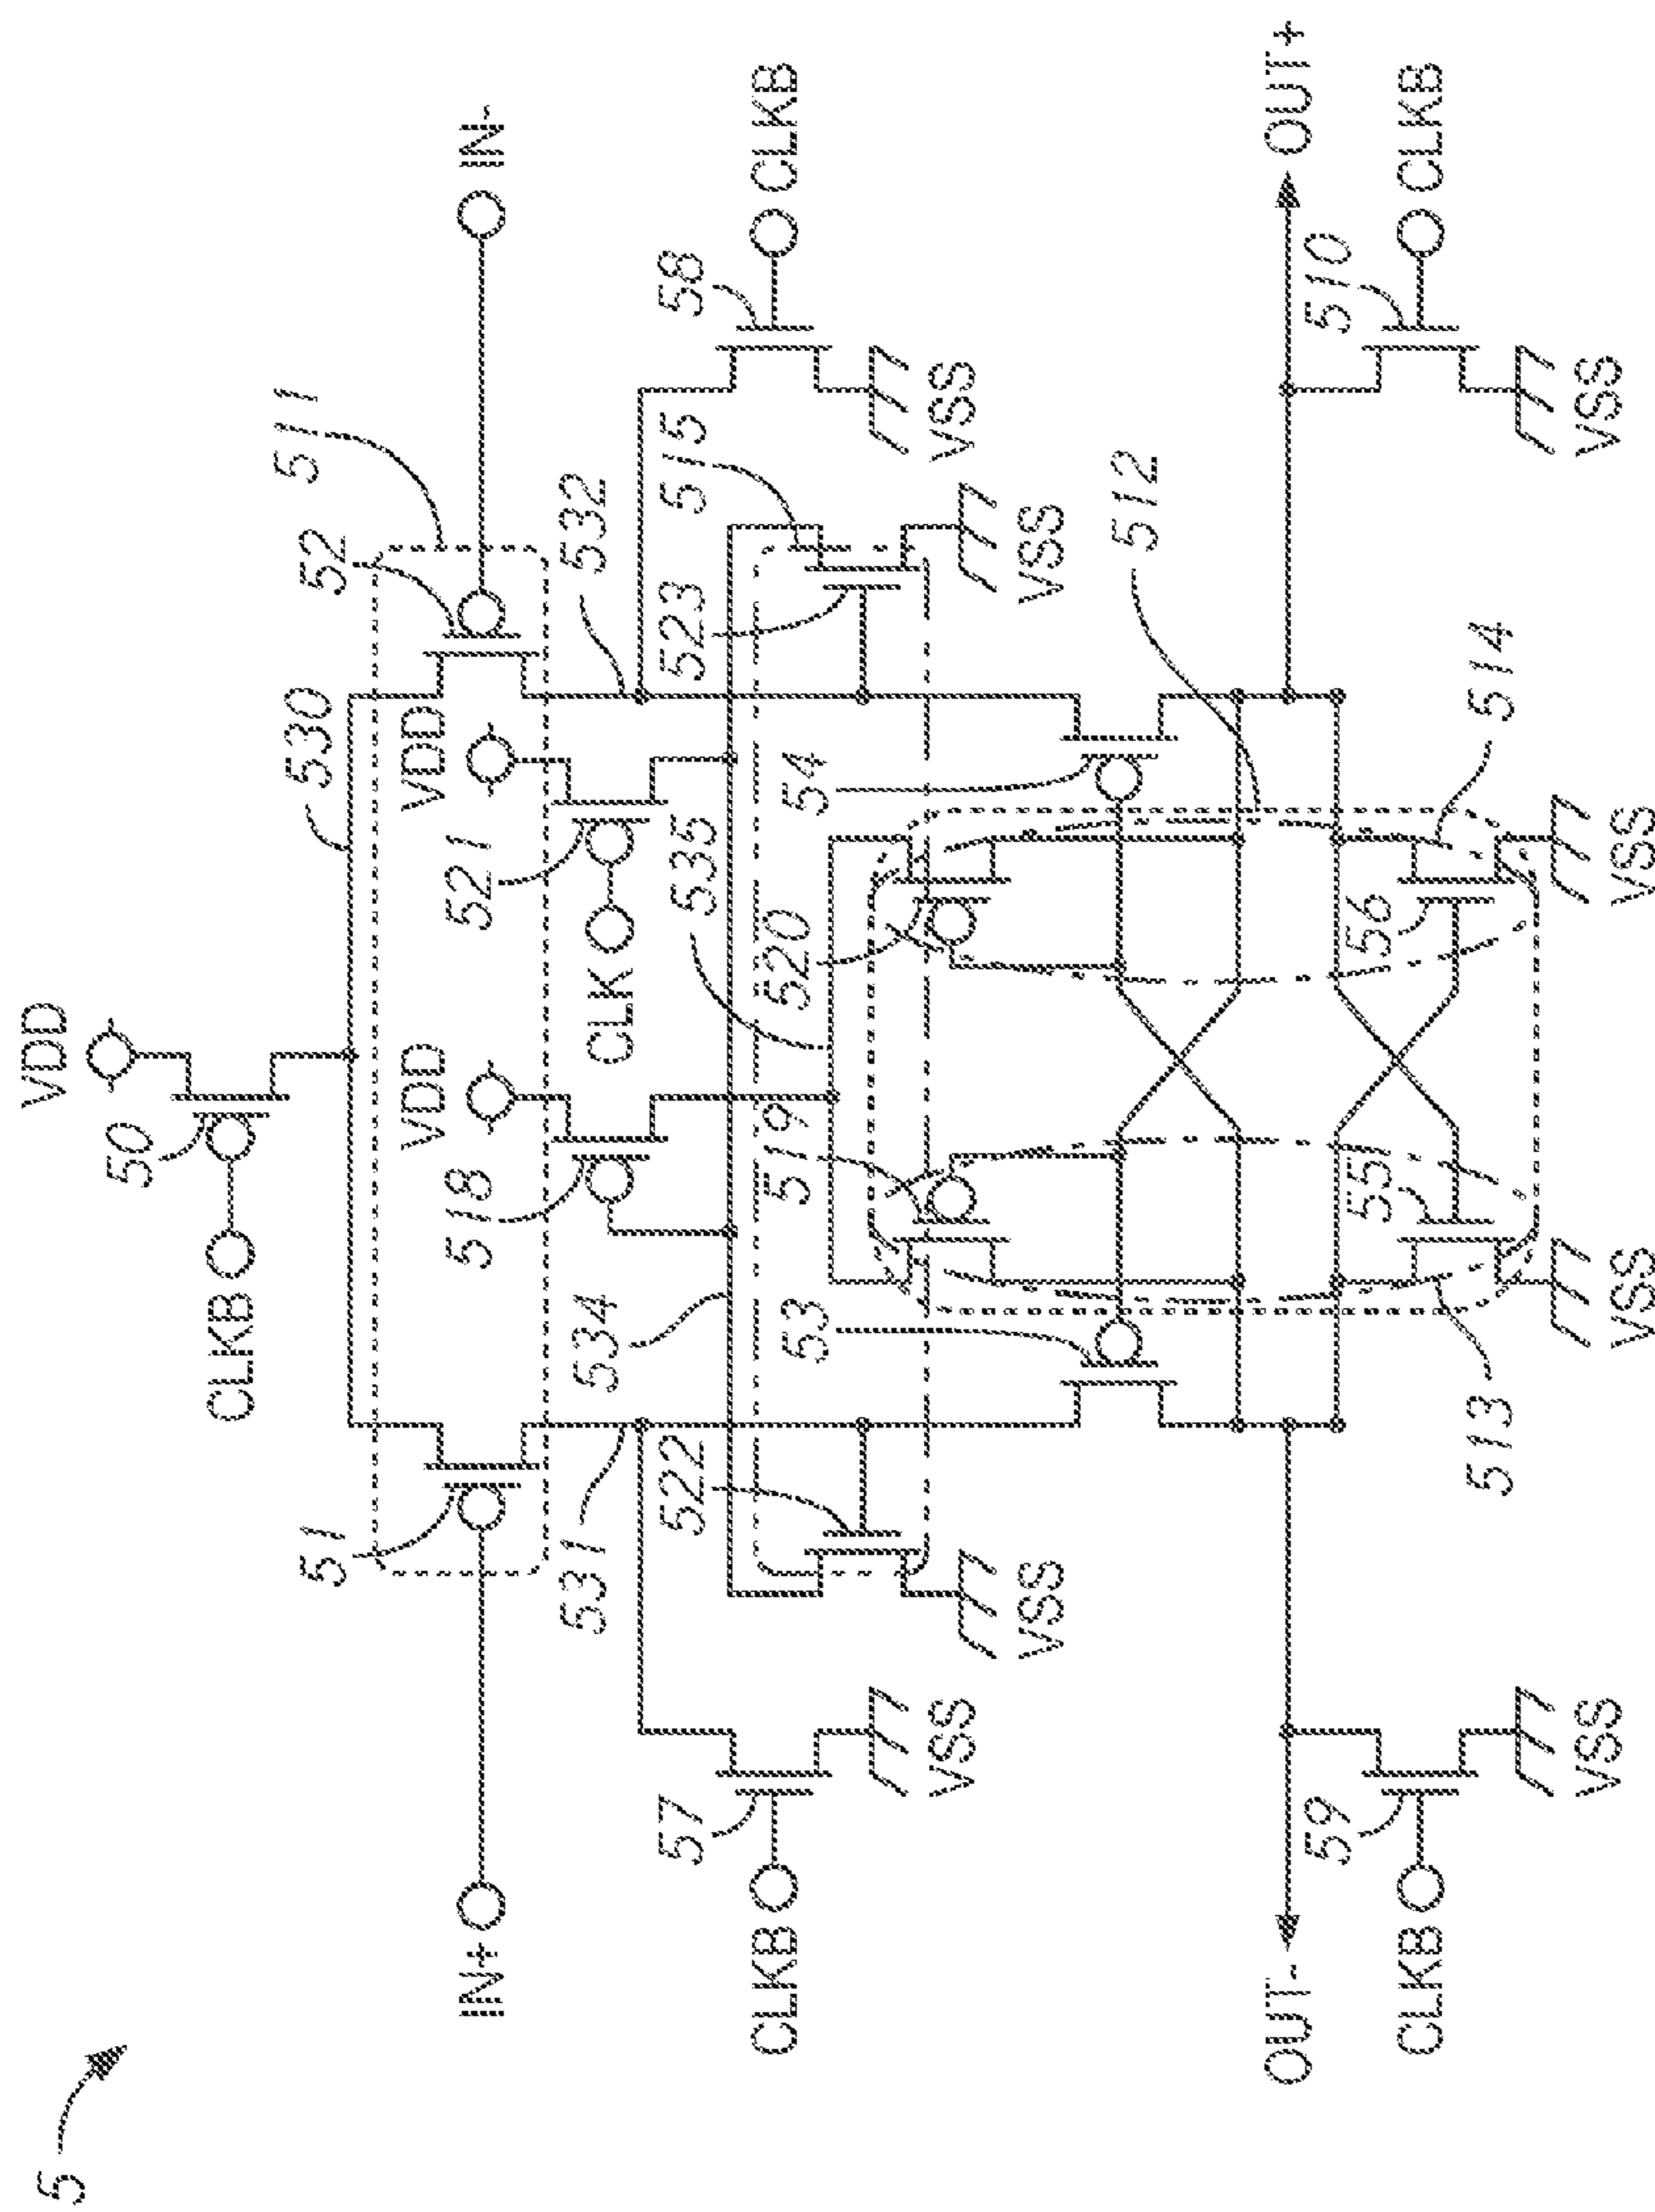 5
VDD
CLKB
50
530
511
IN+
51
52
IN-
VDD
VDD
518
521
CLK
531
534
532
57
CLKB
VSS
522
VSS
535
523
515
VSS
58
CLKB
VSS
53
519
520
54
512
OUT-
OUT+
513
55
56
514
VSS
VSS
59
CLKB
VSS
510
CLKB
VSS